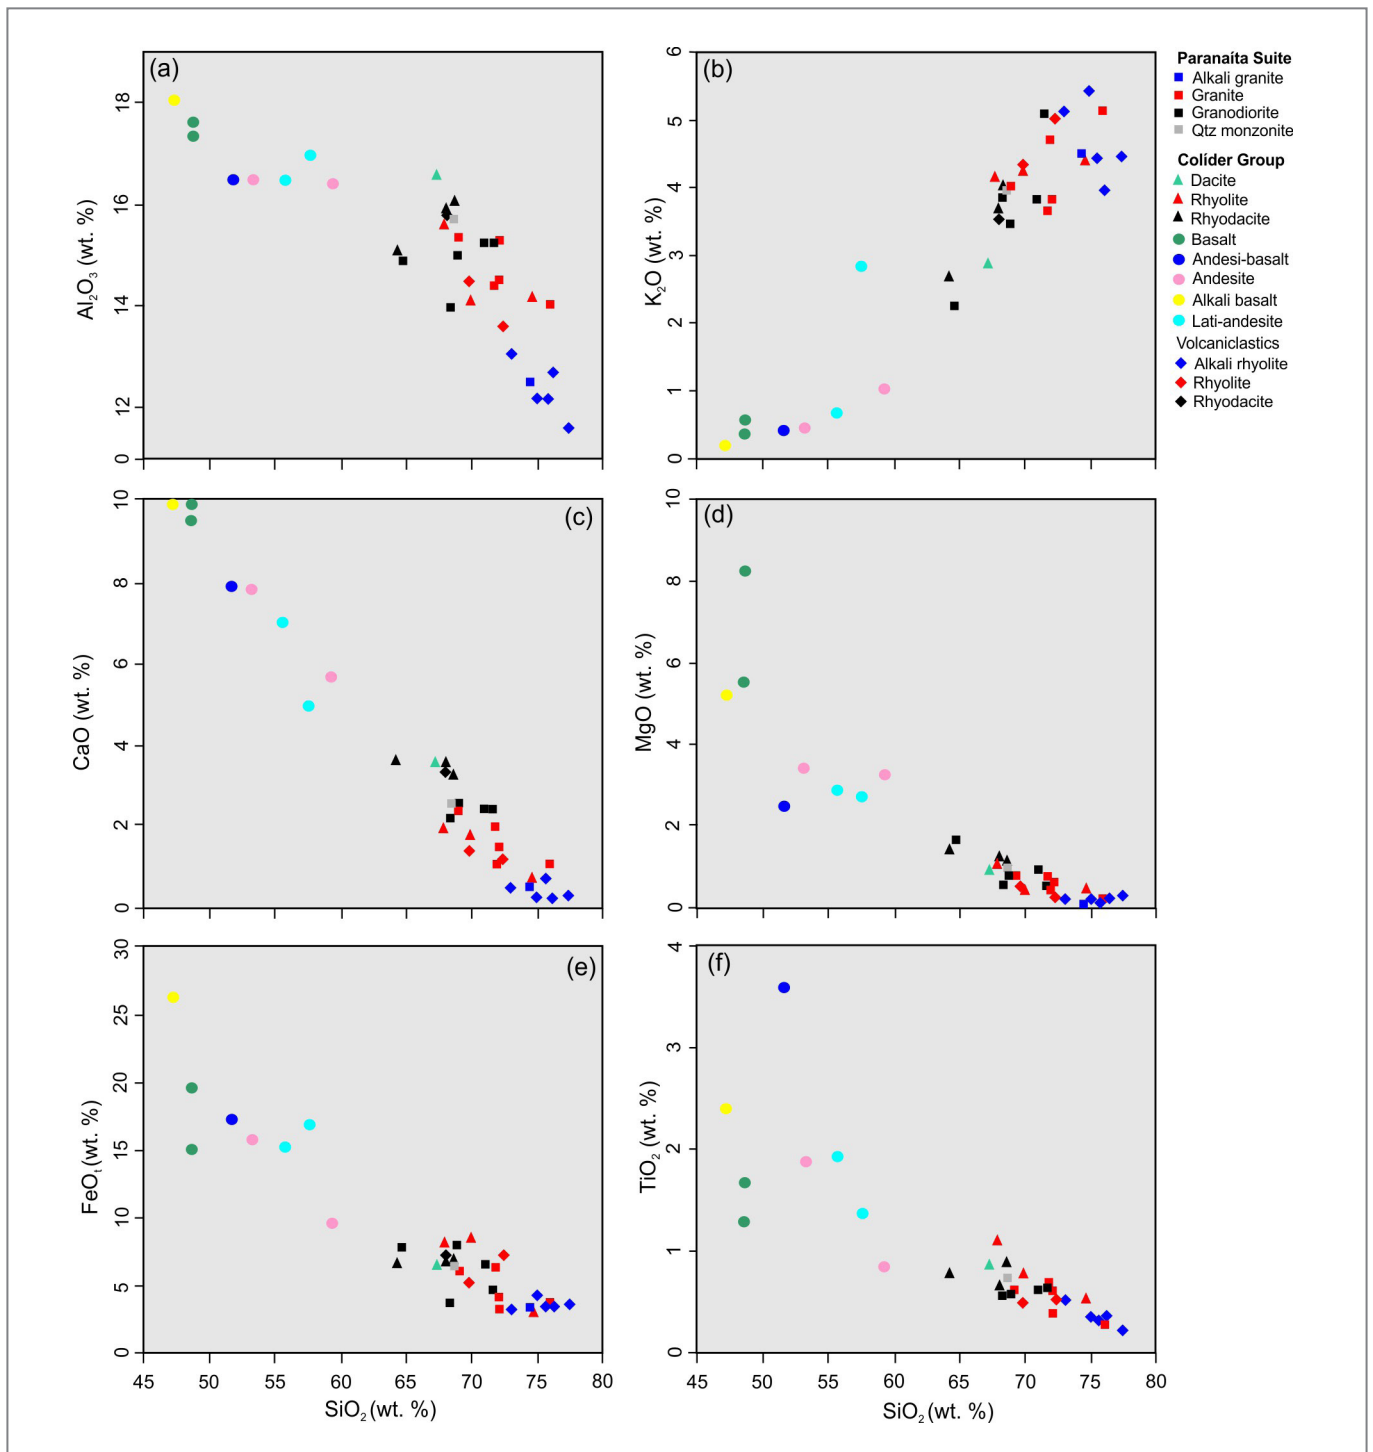 (a)
18
16
14
12
0
Al₂O₃ (wt. %)
(b)
6
5
4
3
2
1
0
K₂O (wt. %)
Paranaíta Suite
Alkali granite
Granite
Granodiorite
Qtz monzonite
Colíder Group
Dacite
Rhyolite
Rhyodacite
Basalt
Andesi-basalt
Andesite
Alkali basalt
Lati-andesite
Volcaniclastics
Alkali rhyolite
Rhyolite
Rhyodacite
(c)
10
8
6
4
2
0
CaO (wt. %)
(d)
10
8
6
4
2
0
MgO (wt. %)
(e)
30
25
20
15
10
5
0
FeOₜ (wt. %)
45 50 55 60 65 70 75 80
SiO₂ (wt. %)
(f)
4
3
2
1
0
TiO₂ (wt. %)
45 50 55 60 65 70 75 80
SiO₂ (wt. %)